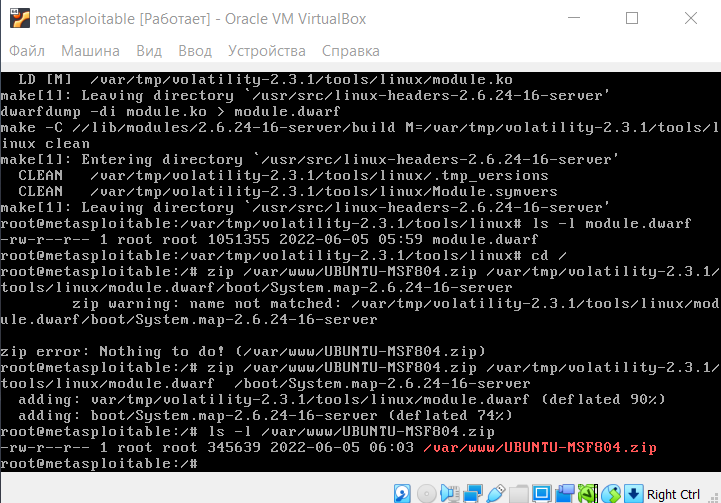 metasploitable [Работает] - Oracle VM VirtualBox
Файл Машина Вид Ввод Устройства Справка
  LD [M]  /var/tmp/volatility-2.3.1/tools/linux/module.ko
make[1]: Leaving directory `/usr/src/linux-headers-2.6.24-16-server'
dwarfdump -di module.ko > module.dwarf
make -C //lib/modules/2.6.24-16-server/build M=/var/tmp/volatility-2.3.1/tools/l
inux clean
make[1]: Entering directory `/usr/src/linux-headers-2.6.24-16-server'
  CLEAN   /var/tmp/volatility-2.3.1/tools/linux/.tmp_versions
  CLEAN   /var/tmp/volatility-2.3.1/tools/linux/Module.symvers
make[1]: Leaving directory `/usr/src/linux-headers-2.6.24-16-server'
root@metasploitable:/var/tmp/volatility-2.3.1/tools/linux# ls -l module.dwarf
-rw-r--r-- 1 root root 1051355 2022-06-05 05:59 module.dwarf
root@metasploitable:/var/tmp/volatility-2.3.1/tools/linux# cd /
root@metasploitable:/# zip /var/www/UBUNTU-MSF804.zip /var/tmp/volatility-2.3.1/
tools/linux/module.dwarf/boot/System.map-2.6.24-16-server
        zip warning: name not matched: /var/tmp/volatility-2.3.1/tools/linux/mod
ule.dwarf/boot/System.map-2.6.24-16-server
zip error: Nothing to do! (/var/www/UBUNTU-MSF804.zip)
root@metasploitable:/# zip /var/www/UBUNTU-MSF804.zip /var/tmp/volatility-2.3.1/
tools/linux/module.dwarf  /boot/System.map-2.6.24-16-server
  adding: var/tmp/volatility-2.3.1/tools/linux/module.dwarf (deflated 90%)
  adding: boot/System.map-2.6.24-16-server (deflated 74%)
root@metasploitable:/# ls -l /var/www/UBUNTU-MSF804.zip
-rw-r--r-- 1 root root 345639 2022-06-05 06:03 /var/www/UBUNTU-MSF804.zip
root@metasploitable:/#
Right Ctrl